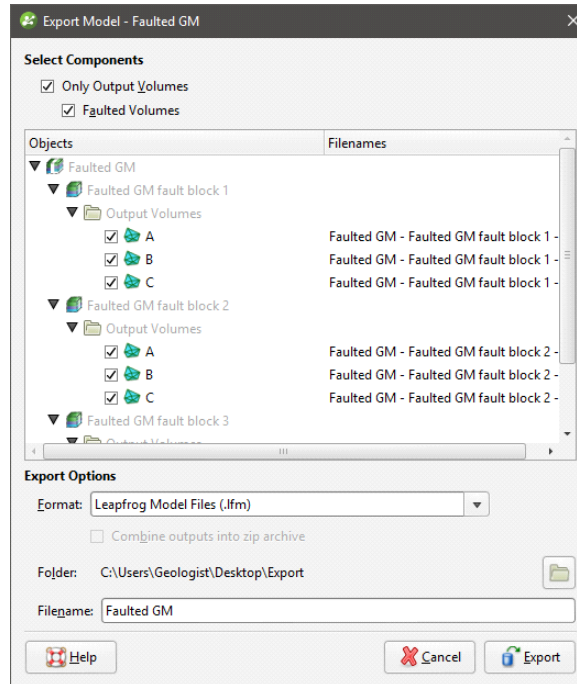 Export Model - Faulted GM
Select Components
Only Output Volumes
Faulted Volumes
Objects Filenames
Faulted GM
Faulted GM fault block 1
Output Volumes
A Faulted GM - Faulted GM fault block 1 -
B Faulted GM - Faulted GM fault block 1 -
C Faulted GM - Faulted GM fault block 1 -
Faulted GM fault block 2
Output Volumes
A Faulted GM - Faulted GM fault block 2 -
B Faulted GM - Faulted GM fault block 2 -
C Faulted GM - Faulted GM fault block 2 -
Faulted GM fault block 3
Output Volumes
Export Options
Format: Leapfrog Model Files (.lfm)
Combine outputs into zip archive
Folder: C:\Users\Geologist\Desktop\Export
Filename: Faulted GM
Help Cancel Export